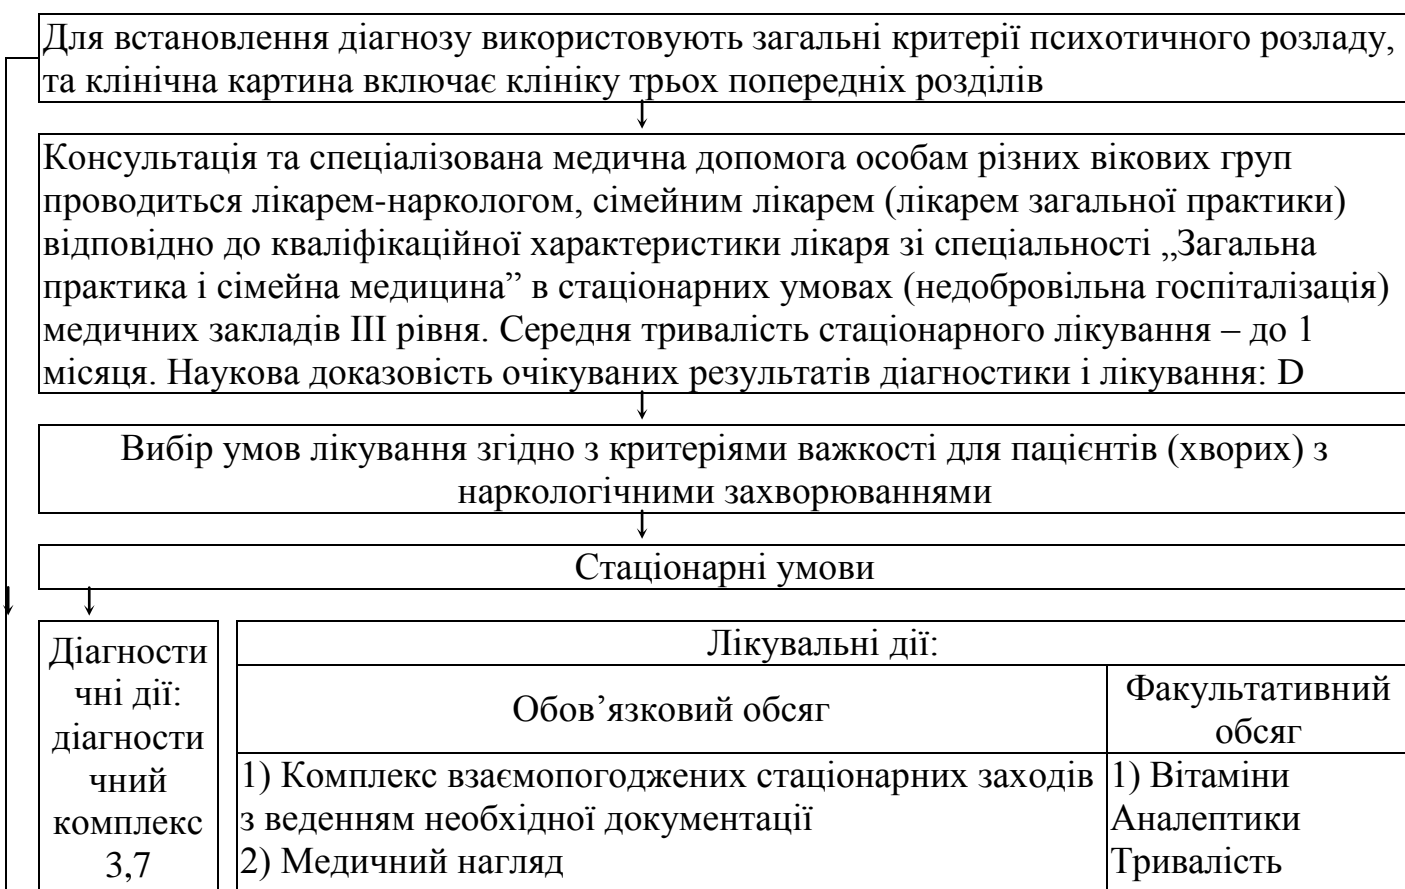 Для встановлення діагнозу використовують загальні критерії психотичного розладу,
та клінічна картина включає клініку трьох попередніх розділів
Консультація та спеціалізована медична допомога особам різних вікових груп
проводиться лікарем-наркологом, сімейним лікарем (лікарем загальної практики)
відповідно до кваліфікаційної характеристики лікаря зі спеціальності „Загальна
практика і сімейна медицина” в стаціонарних умовах (недобровільна госпіталізація)
медичних закладів III рівня. Середня тривалість стаціонарного лікування – до 1
місяця. Наукова доказовість очікуваних результатів діагностики і лікування: D
Вибір умов лікування згідно з критеріями важкості для пацієнтів (хворих) з
наркологічними захворюваннями
Стаціонарні умови
Діагности
чні дії:
діагности
чний
комплекс
3,7
Лікувальні дії:
Обов’язковий обсяг
Факультативний
обсяг
1) Комплекс взаємопогоджених стаціонарних заходів
з веденням необхідної документації
2) Медичний нагляд
1) Вітаміни
Аналептики
Тривалість